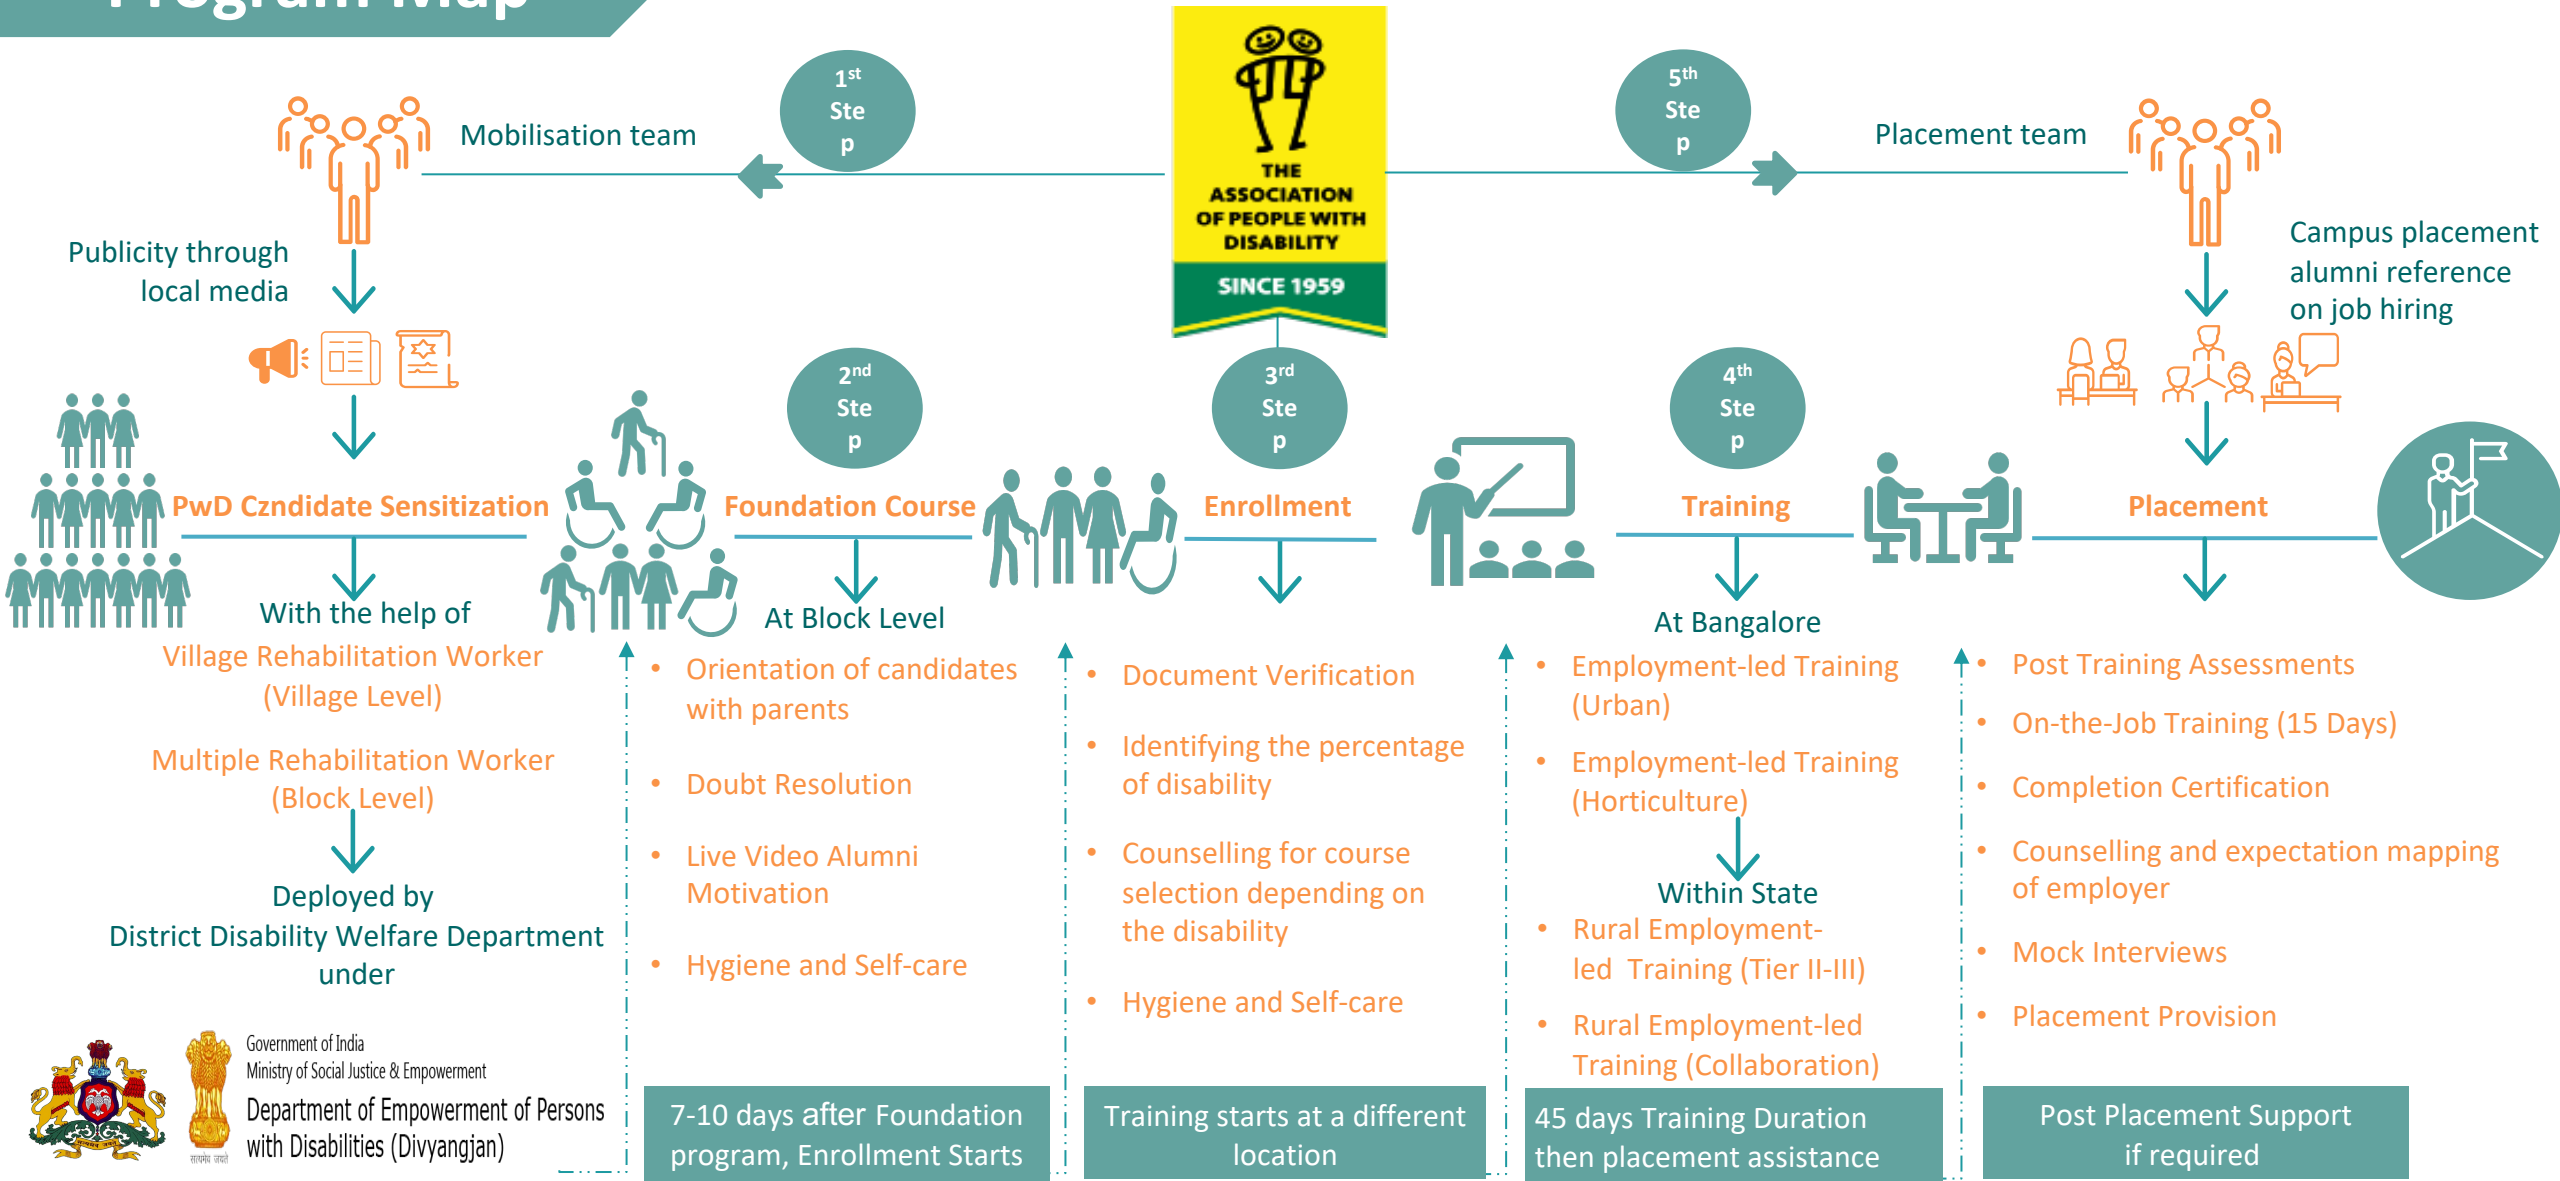 Program Map
1st
Ste
p
Mobilisation team
THE
ASSOCIATION
OF PEOPLE WITH
DISABILITY
SINCE 1959
5th
Ste
p
Placement team
Publicity through
local media
Campus placement
alumni reference
on job hiring
2nd
Ste
p
3rd
Ste
p
4th
Ste
p
PwD Czndidate Sensitization
Foundation Course
Enrollment
Training
Placement
With the help of
Village Rehabilitation Worker
(Village Level)
Multiple Rehabilitation Worker
(Block Level)
Deployed by
District Disability Welfare Department
under
Government of India
Ministry of Social Justice & Empowerment
Department of Empowerment of Persons
with Disabilities (Divyangjan)
सत्यमेव जयते
At Block Level
• Orientation of candidates
with parents
• Doubt Resolution
• Live Video Alumni
Motivation
• Hygiene and Self-care
7-10 days after Foundation
program, Enrollment Starts
• Document Verification
• Identifying the percentage
of disability
• Counselling for course
selection depending on
the disability
• Hygiene and Self-care
Training starts at a different
location
At Bangalore
• Employment-led Training
(Urban)
• Employment-led Training
(Horticulture)
Within State
• Rural Employment-
led Training (Tier II-III)
• Rural Employment-led
Training (Collaboration)
45 days Training Duration
then placement assistance
• Post Training Assessments
• On-the-Job Training (15 Days)
• Completion Certification
• Counselling and expectation mapping
of employer
• Mock Interviews
• Placement Provision
Post Placement Support
if required